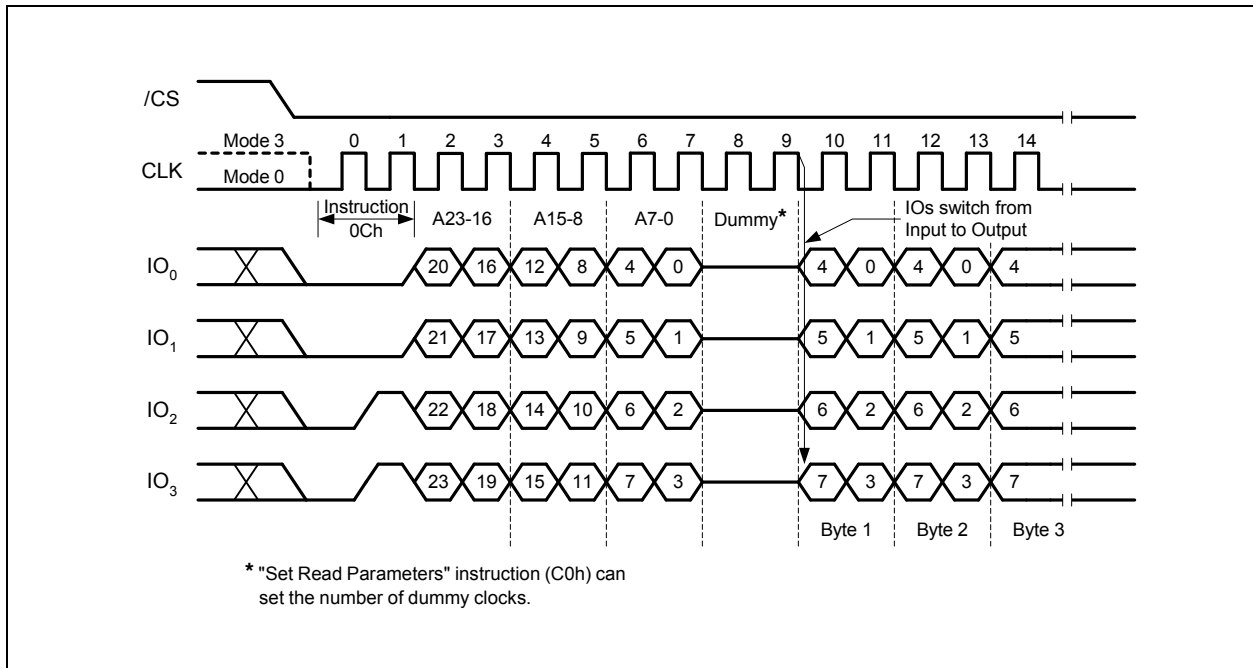 /CS
Mode 3 0 1 2 3 4 5 6 7 8 9 10 11 12 13 14
CLK
Mode 0
Instruction
0Ch
A23-16 A15-8 A7-0 Dummy*
IOs switch from
Input to Output
IO0 20 16 12 8 4 0 4 0 4 0 4
IO1 21 17 13 9 5 1 5 1 5 1 5
IO2 22 18 14 10 6 2 6 2 6 2 6
IO3 23 19 15 11 7 3 7 3 7 3 7
Byte 1 Byte 2 Byte 3
* "Set Read Parameters" instruction (C0h) can
set the number of dummy clocks.